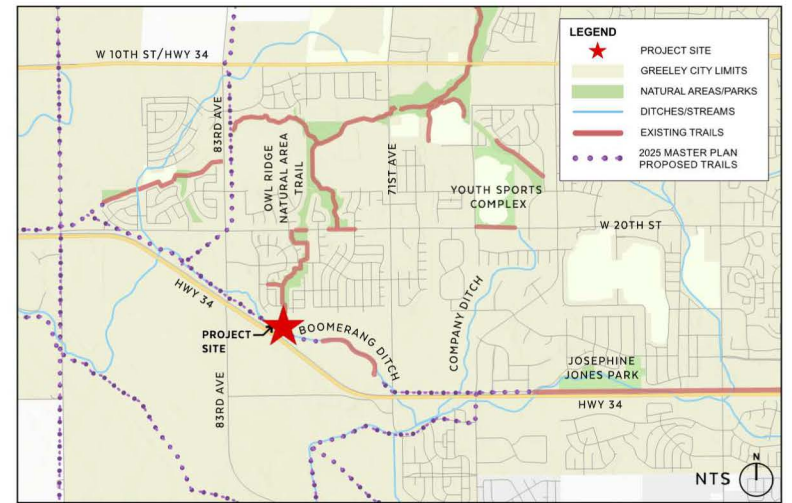 W 10TH ST/HWY 34
83RD AVE
OWL RIDGE
NATURAL AREA
TRAIL
71ST AVE
YOUTH SPORTS
COMPLEX
W 20TH ST
HWY 34
PROJECT
SITE
BOOMERANG DITCH
COMPANY DITCH
83RD AVE
JOSEPHINE
JONES PARK
HWY 34
LEGEND
PROJECT SITE
GREELEY CITY LIMITS
NATURAL AREAS/PARKS
DITCHES/STREAMS
EXISTING TRAILS
2025 MASTER PLAN
PROPOSED TRAILS
NTS
N